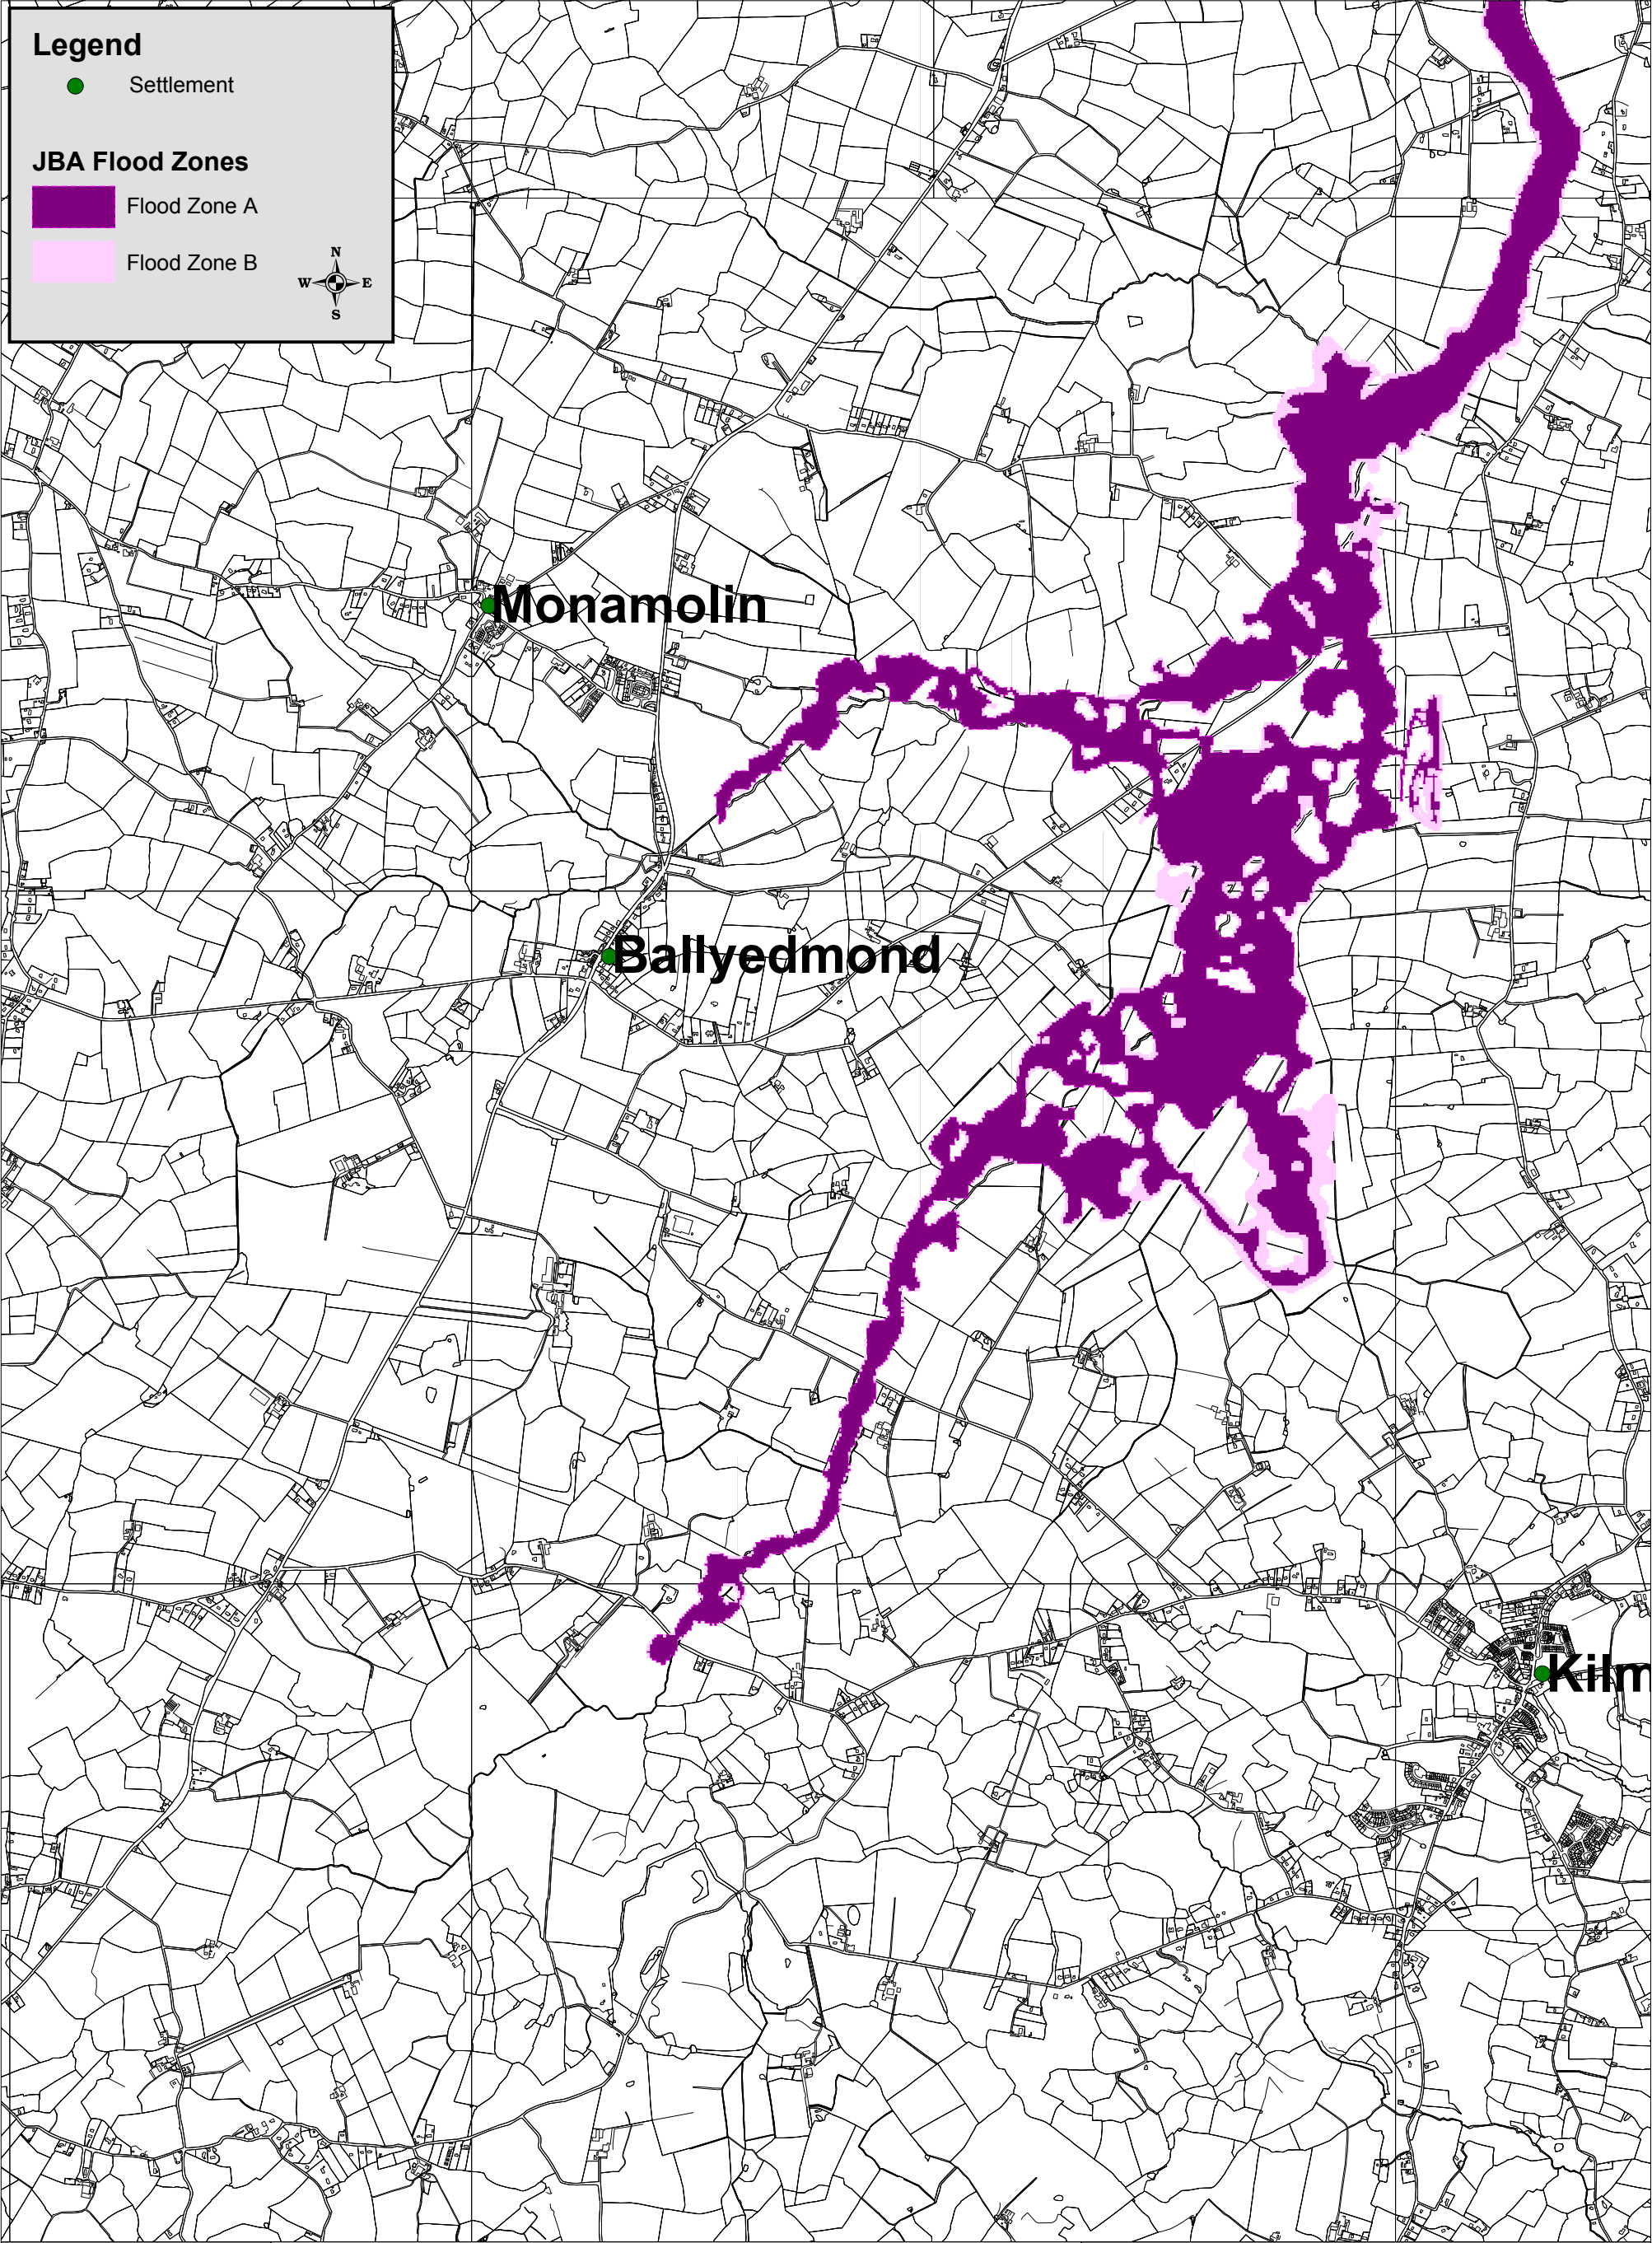 Legend
Settlement
JBA Flood Zones
Flood Zone A
Flood Zone B
N
W E
S
Monamolin
Ballyedmond
Kilm